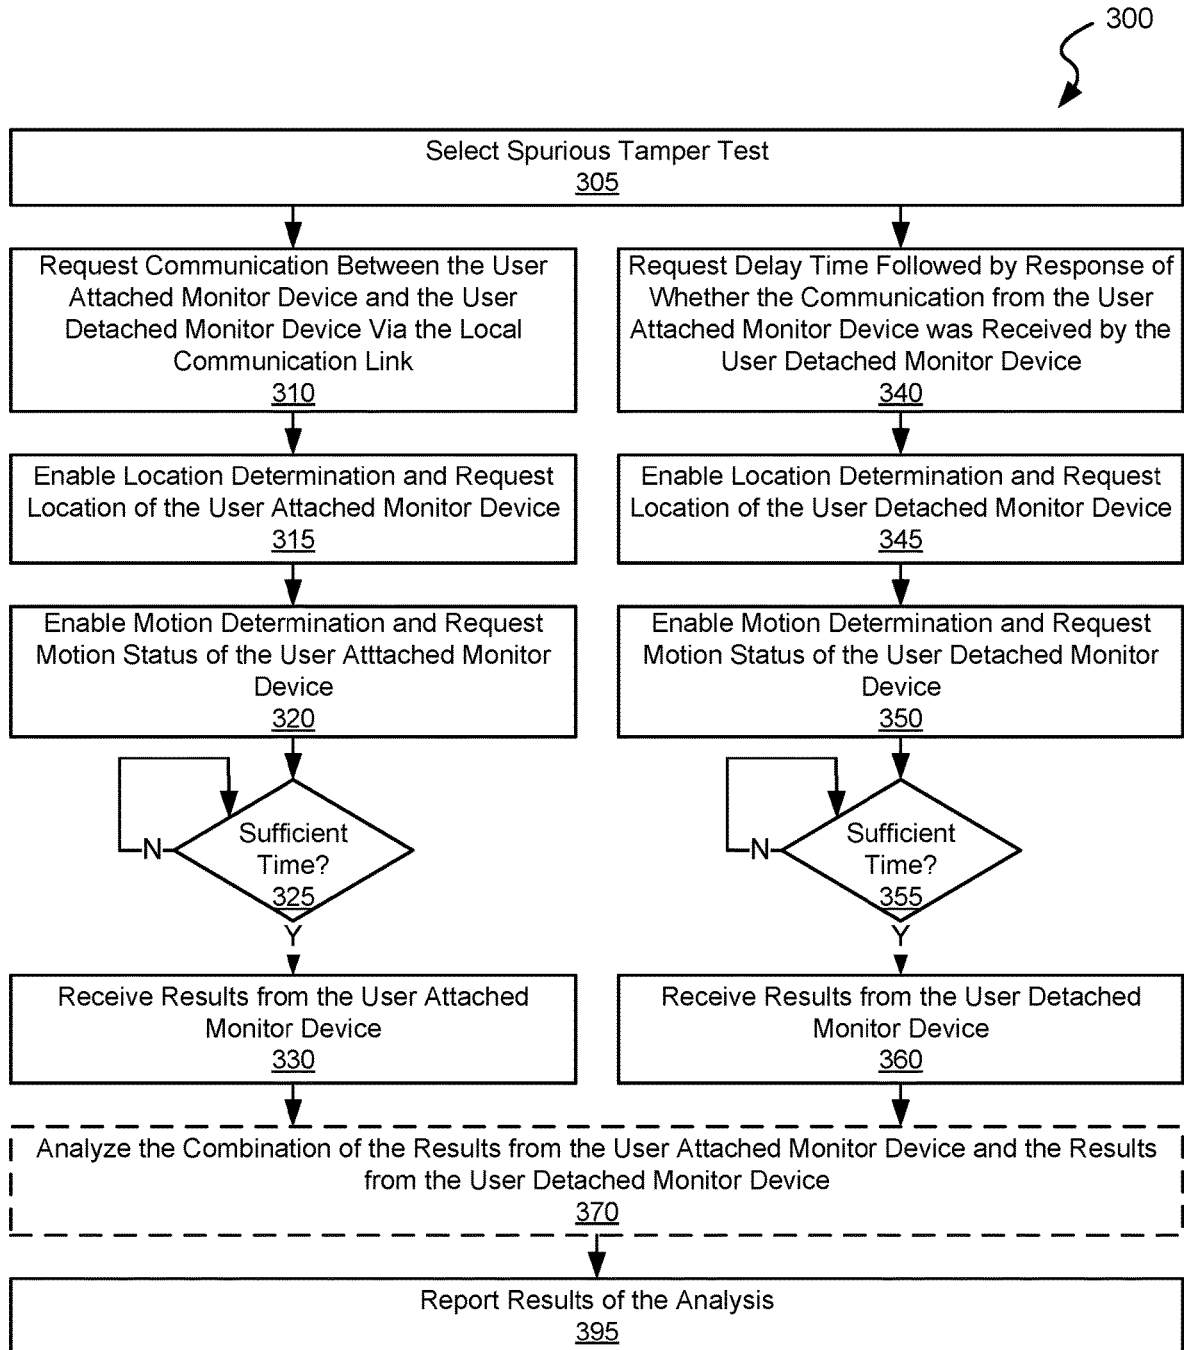 300
Select Spurious Tamper Test
305
Request Communication Between the User
Attached Monitor Device and the User
Detached Monitor Device Via the Local
Communication Link
310
Request Delay Time Followed by Response of
Whether the Communication from the User
Attached Monitor Device was Received by the
User Detached Monitor Device
340
Enable Location Determination and Request
Location of the User Attached Monitor Device
315
Enable Location Determination and Request
Location of the User Detached Monitor Device
345
Enable Motion Determination and Request
Motion Status of the User Atttached Monitor
Device
320
Enable Motion Determination and Request
Motion Status of the User Detached Monitor
Device
350
Sufficient
Time?
325
N
Y
Sufficient
Time?
355
N
Y
Receive Results from the User Attached
Monitor Device
330
Receive Results from the User Detached
Monitor Device
360
Analyze the Combination of the Results from the User Attached Monitor Device and the Results
from the User Detached Monitor Device
370
Report Results of the Analysis
395